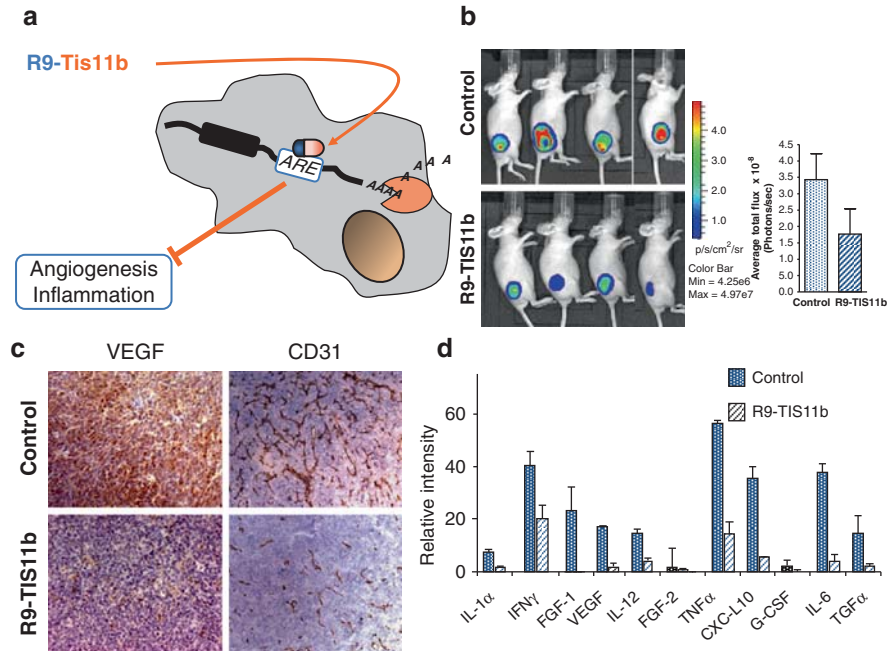 a
R9-Tis11b
ARE
AAAA
A
A
A
A
Angiogenesis
Inflammation
b
Control
R9-TIS11b
4.0
3.0
2.0
1.0
p/s/cm²/sr
Color Bar
Min = 4.25e6
Max = 4.97e7
Average total flux x 10⁻⁸
(Photons/sec)
4.5
4.0
3.5
3.0
2.5
2.0
1.5
1.0
5.0
0.0
Control R9-TIS11b
c
VEGF CD31
Control
R9-TIS11b
d
Control
R9-TIS11b
Relative intensity
60
40
20
0
IL-1α IFNγ FGF-1 VEGF IL-12 FGF-2 TNFα CXC-L10 G-CSF IL-6 TGFα